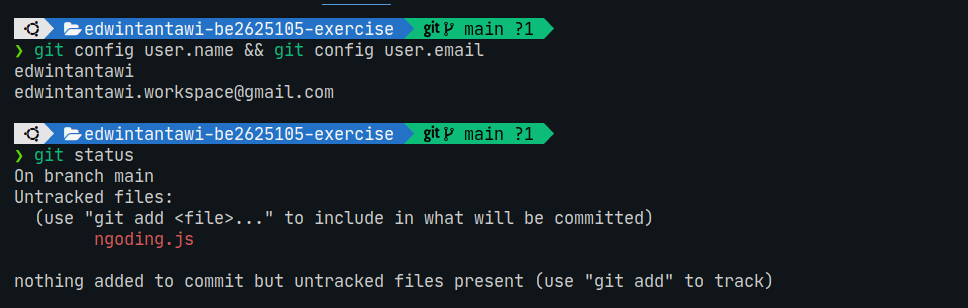 edwintantawi-be2625105-exercise git main ?1
❯ git config user.name && git config user.email
edwintantawi
edwintantawi.workspace@gmail.com
edwintantawi-be2625105-exercise git main ?1
❯ git status
On branch main
Untracked files:
(use "git add <file>..." to include in what will be committed)
ngoding.js
nothing added to commit but untracked files present (use "git add" to track)